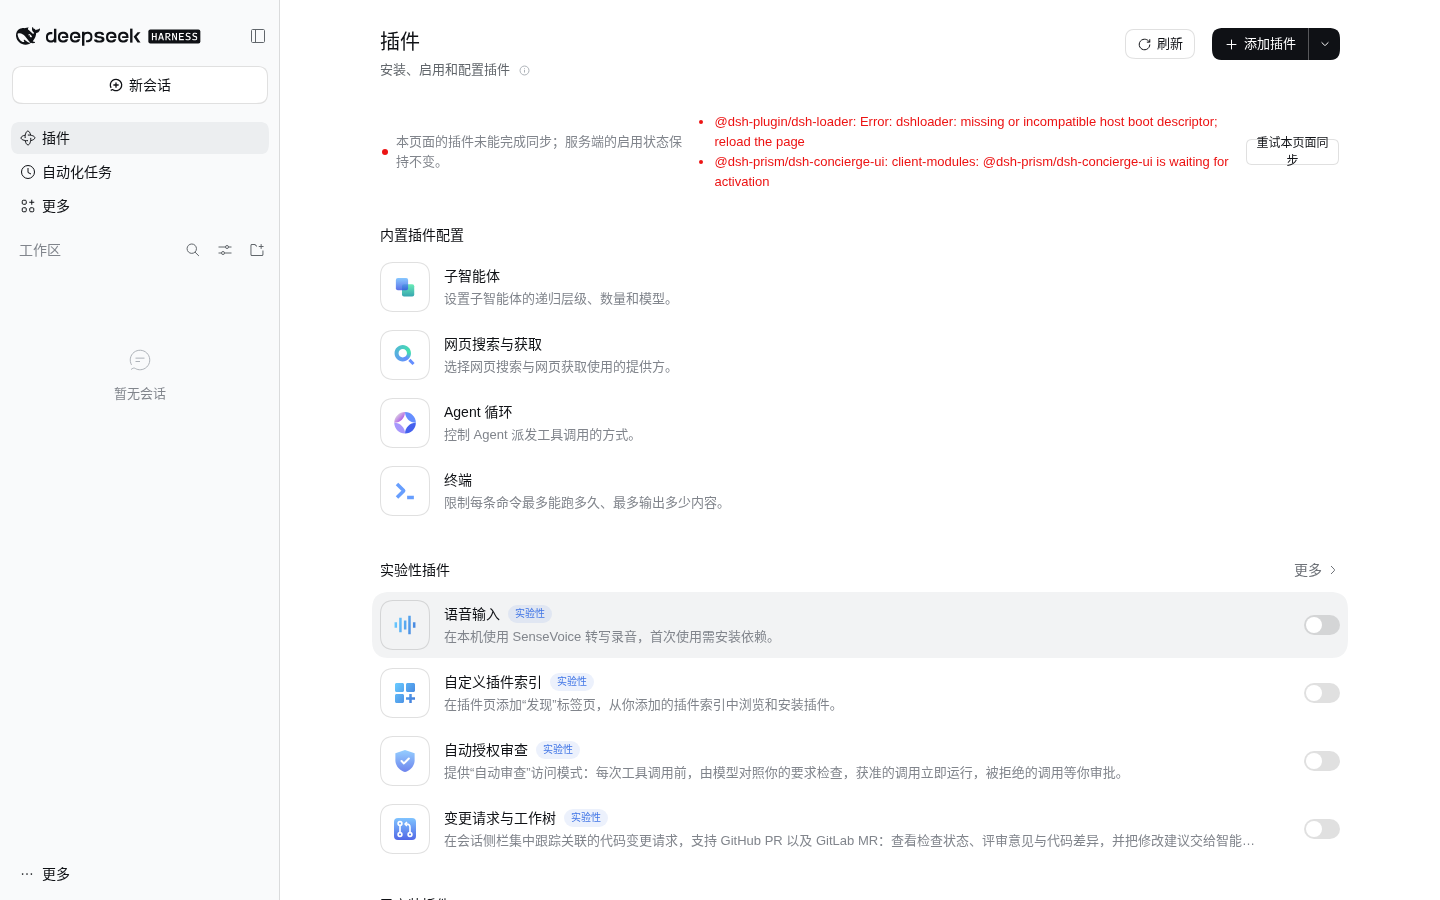 deepseek HARNESS
新会话
插件
自动化任务
更多
工作区
暂无会话
更多
插件
安装、启用和配置插件
刷新
添加插件
本页面的插件未能完成同步；服务端的启用状态保
持不变。
@dsh-plugin/dsh-loader: Error: dshloader: missing or incompatible host boot descriptor;
reload the page
@dsh-prism/dsh-concierge-ui: client-modules: @dsh-prism/dsh-concierge-ui is waiting for
activation
重试本页面同
步
内置插件配置
子智能体
设置子智能体的递归层级、数量和模型。
网页搜索与获取
选择网页搜索与网页获取使用的提供方。
Agent 循环
控制 Agent 派发工具调用的方式。
终端
限制每条命令最多能跑多久、最多输出多少内容。
实验性插件
更多
语音输入 实验性
在本机使用 SenseVoice 转写录音，首次使用需安装依赖。
自定义插件索引 实验性
在插件页添加“发现”标签页，从你添加的插件索引中浏览和安装插件。
自动授权审查 实验性
提供“自动审查”访问模式：每次工具调用前，由模型对照你的要求检查，获准的调用立即运行，被拒绝的调用等你审批。
变更请求与工作树 实验性
在会话侧栏集中跟踪关联的代码变更请求，支持 GitHub PR 以及 GitLab MR：查看检查状态、评审意见与代码差异，并把修改建议交给智能…